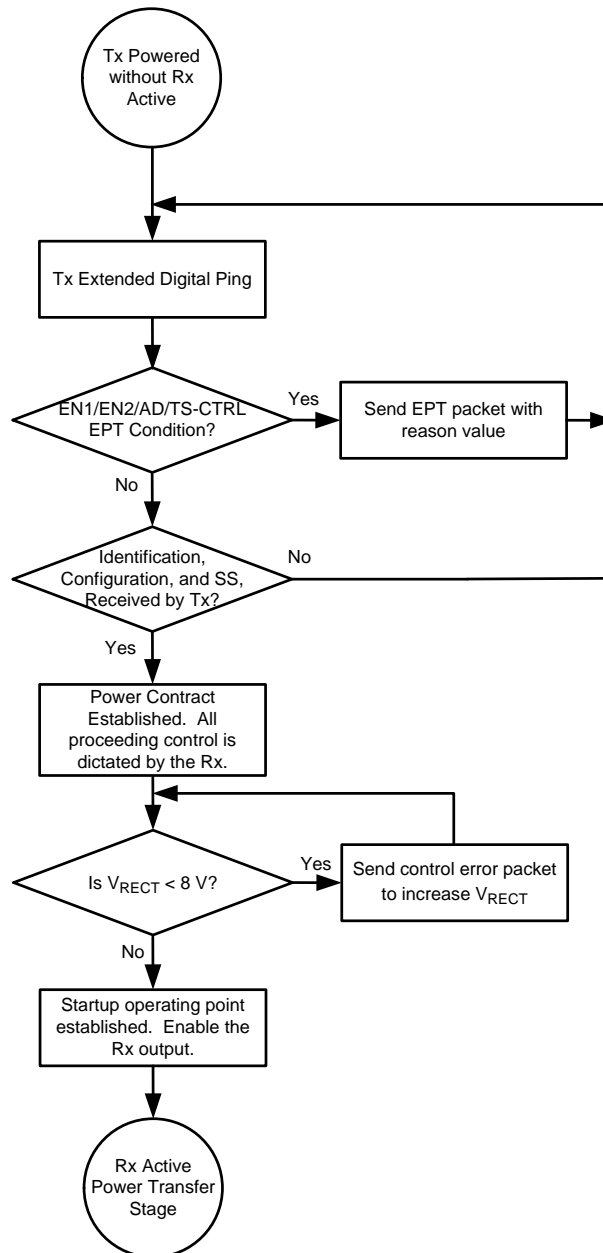 Tx Powered
without Rx
Active
Tx Extended Digital Ping
EN1/EN2/AD/TS-CTRL
EPT Condition?
Yes
Send EPT packet with
reason value
No
Identification,
Configuration, and SS,
Received by Tx?
No
Yes
Power Contract
Established. All
proceeding control is
dictated by the Rx.
Is VRECT < 8 V?
Yes
Send control error packet
to increase VRECT
No
Startup operating point
established. Enable the
Rx output.
Rx Active
Power Transfer
Stage